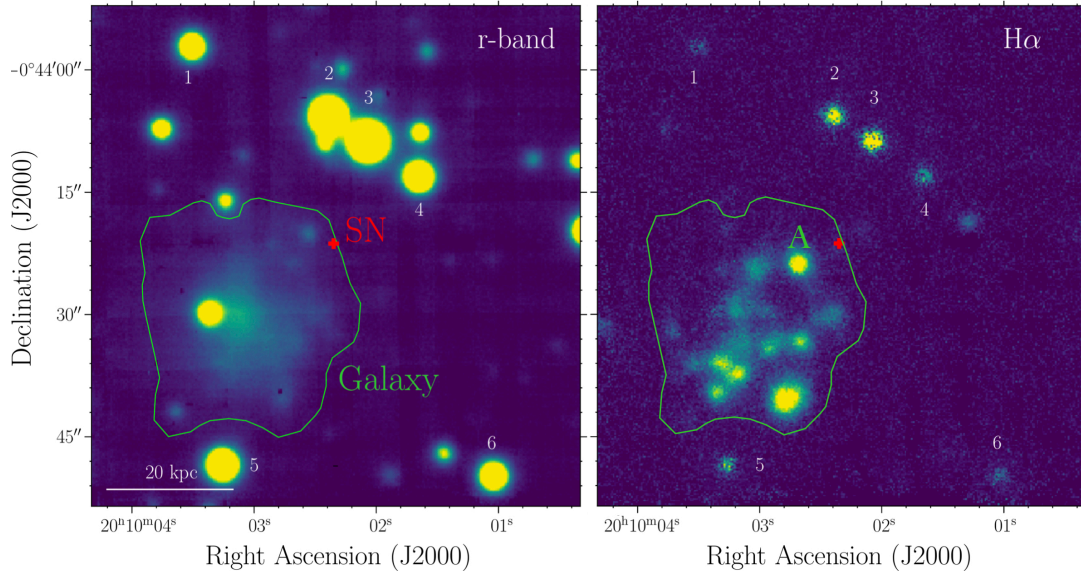 r-band
Hα
1
2
3
4
SN
Galaxy
5
6
20 kpc
1
2
3
4
A
5
6
−0°44′00″
15″
30″
45″
Declination (J2000)
20ʰ10ᵐ04ˢ
03ˢ
02ˢ
01ˢ
Right Ascension (J2000)
20ʰ10ᵐ04ˢ
03ˢ
02ˢ
01ˢ
Right Ascension (J2000)